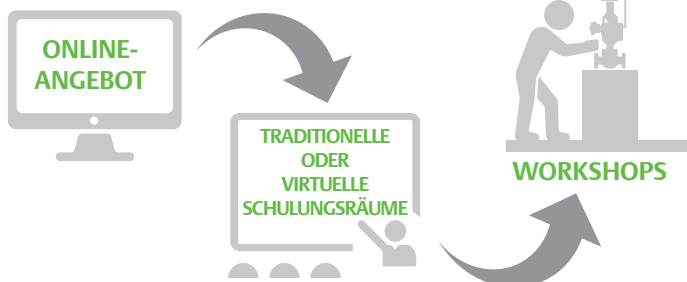 ONLINE-
ANGEBOT
TRADITIONELLE
ODER
VIRTUELLE
SCHULUNGSRÄUME
WORKSHOPS